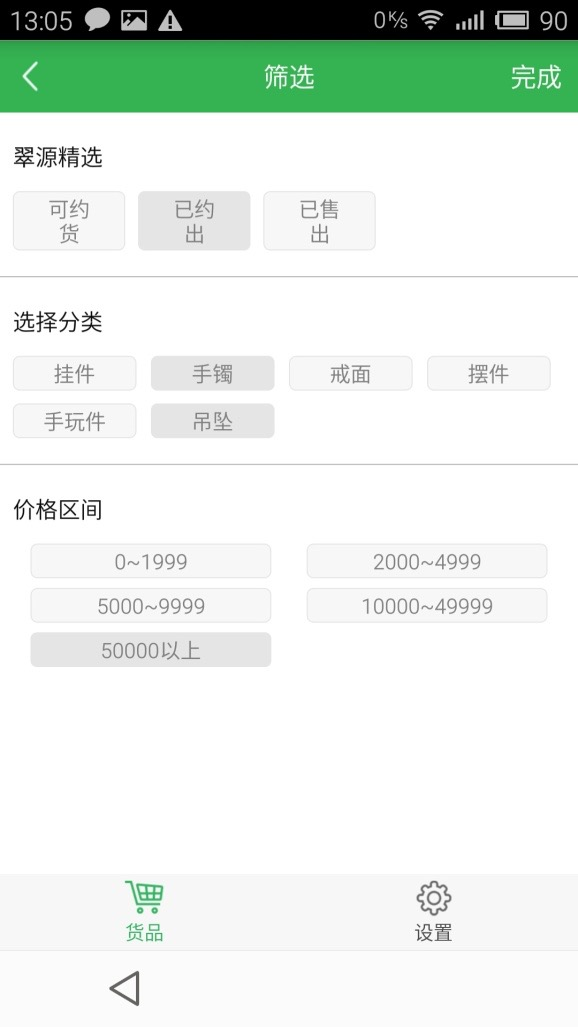 13:05 0K/s 90
筛选 完成
翠源精选
可约货 已约出 已售出
选择分类
挂件 手镯 戒面 摆件
手玩件 吊坠
价格区间
0~1999 2000~4999
5000~9999 10000~49999
50000以上
货品 设置